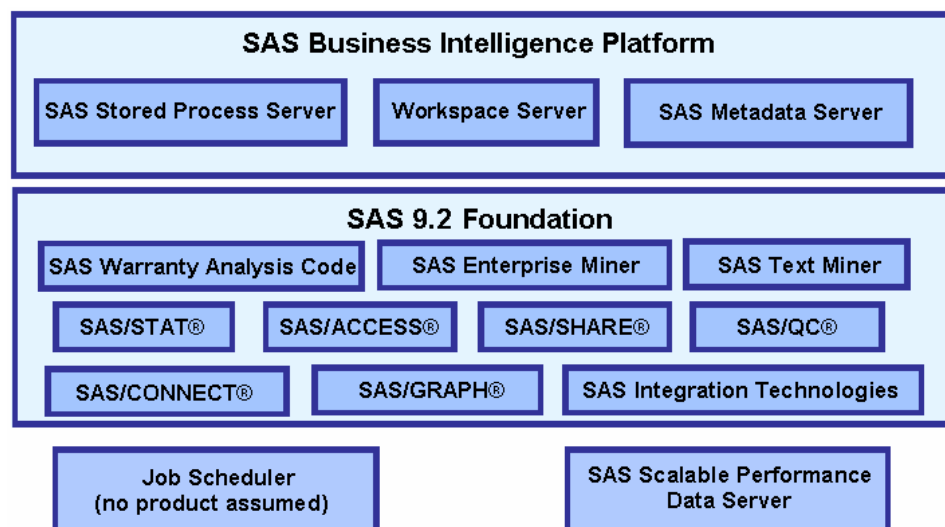 SAS Business Intelligence Platform
SAS Stored Process Server
Workspace Server
SAS Metadata Server
SAS 9.2 Foundation
SAS Warranty Analysis Code
SAS Enterprise Miner
SAS Text Miner
SAS/STAT®
SAS/ACCESS®
SAS/SHARE®
SAS/QC®
SAS/CONNECT®
SAS/GRAPH®
SAS Integration Technologies
Job Scheduler
(no product assumed)
SAS Scalable Performance
Data Server